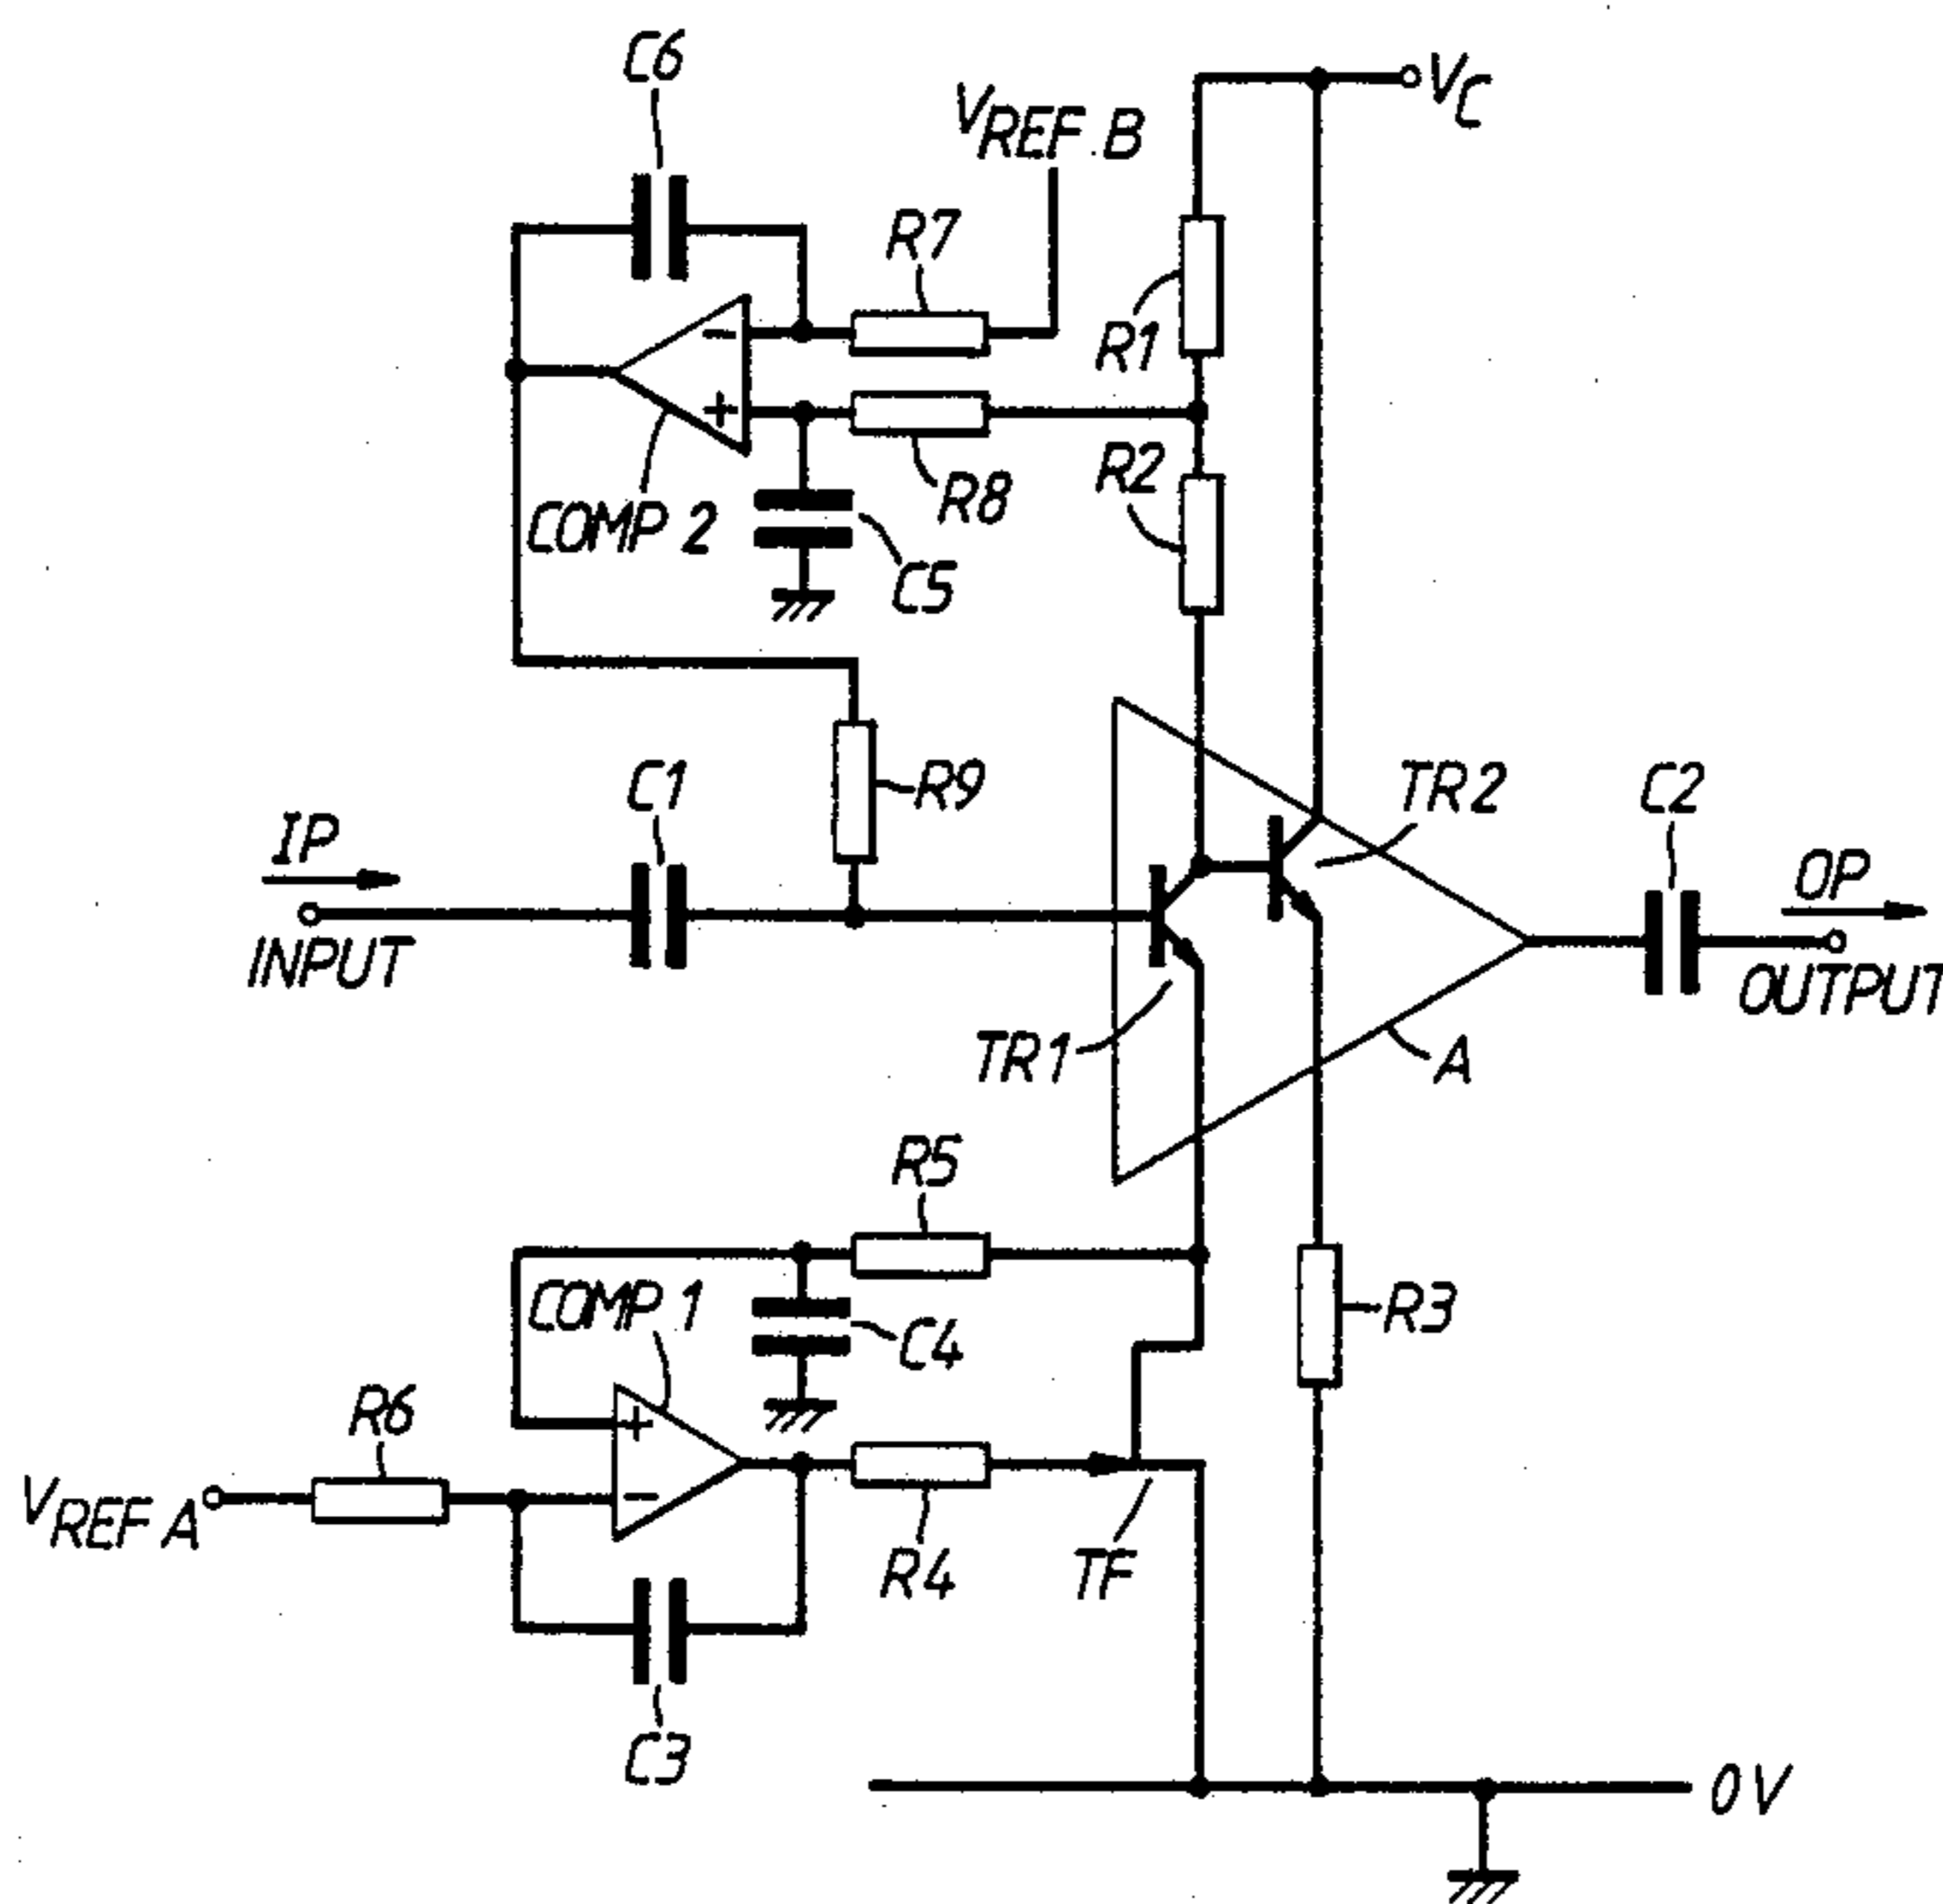 C6
VC
VREF.B
R7
R1
R2
COMP 2
R8
C5
R9
C1
TR2
C2
IP
OP
INPUT
OUTPUT
TR1
A
R5
COMP 1
C4
R3
R6
VREF A
R4
TF
C3
0V
+
-
+
-